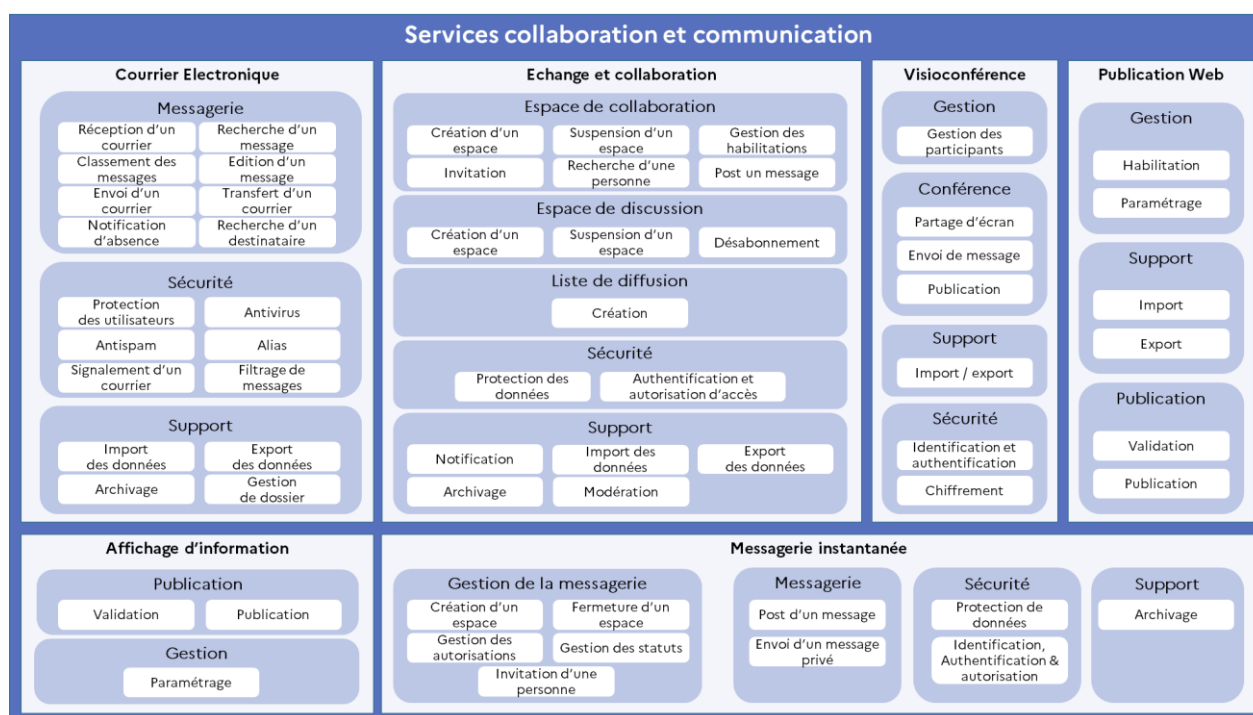 Services collaboration et communication
Courrier Electronique
Messagerie
Réception d'un
courrier
Recherche d'un
message
Classement des
messages
Edition d'un
message
Envoi d'un
courrier
Transfert d'un
courrier
Notification
d'absence
Recherche d'un
destinataire
Sécurité
Protection
des utilisateurs
Antivirus
Antispam
Alias
Signalement d'un
courrier
Filtrage de
messages
Support
Import
des données
Export
des données
Archivage
Gestion
de dossier
Echange et collaboration
Espace de collaboration
Création d'un
espace
Suspension d'un
espace
Gestion des
habilitations
Invitation
Recherche d'une
personne
Post un message
Espace de discussion
Création d'un
espace
Suspension d'un
espace
Désabonnement
Liste de diffusion
Création
Sécurité
Protection des
données
Authentification et
autorisation d'accès
Support
Notification
Import des
données
Export
des données
Archivage
Modération
Visioconférence
Gestion
Gestion des
participants
Conférence
Partage d'écran
Envoi de message
Publication
Support
Import / export
Sécurité
Identification et
authentification
Chiffrement
Publication Web
Gestion
Habilitation
Paramétrage
Support
Import
Export
Publication
Validation
Publication
Affichage d'information
Publication
Validation
Publication
Gestion
Paramétrage
Messagerie instantanée
Gestion de la messagerie
Création d'un
espace
Fermeture d'un
espace
Gestion des
autorisations
Gestion des statuts
Invitation d'une
personne
Messagerie
Post d'un message
Envoi d'un message
privé
Sécurité
Protection de
données
Identification,
Authentification &
autorisation
Support
Archivage